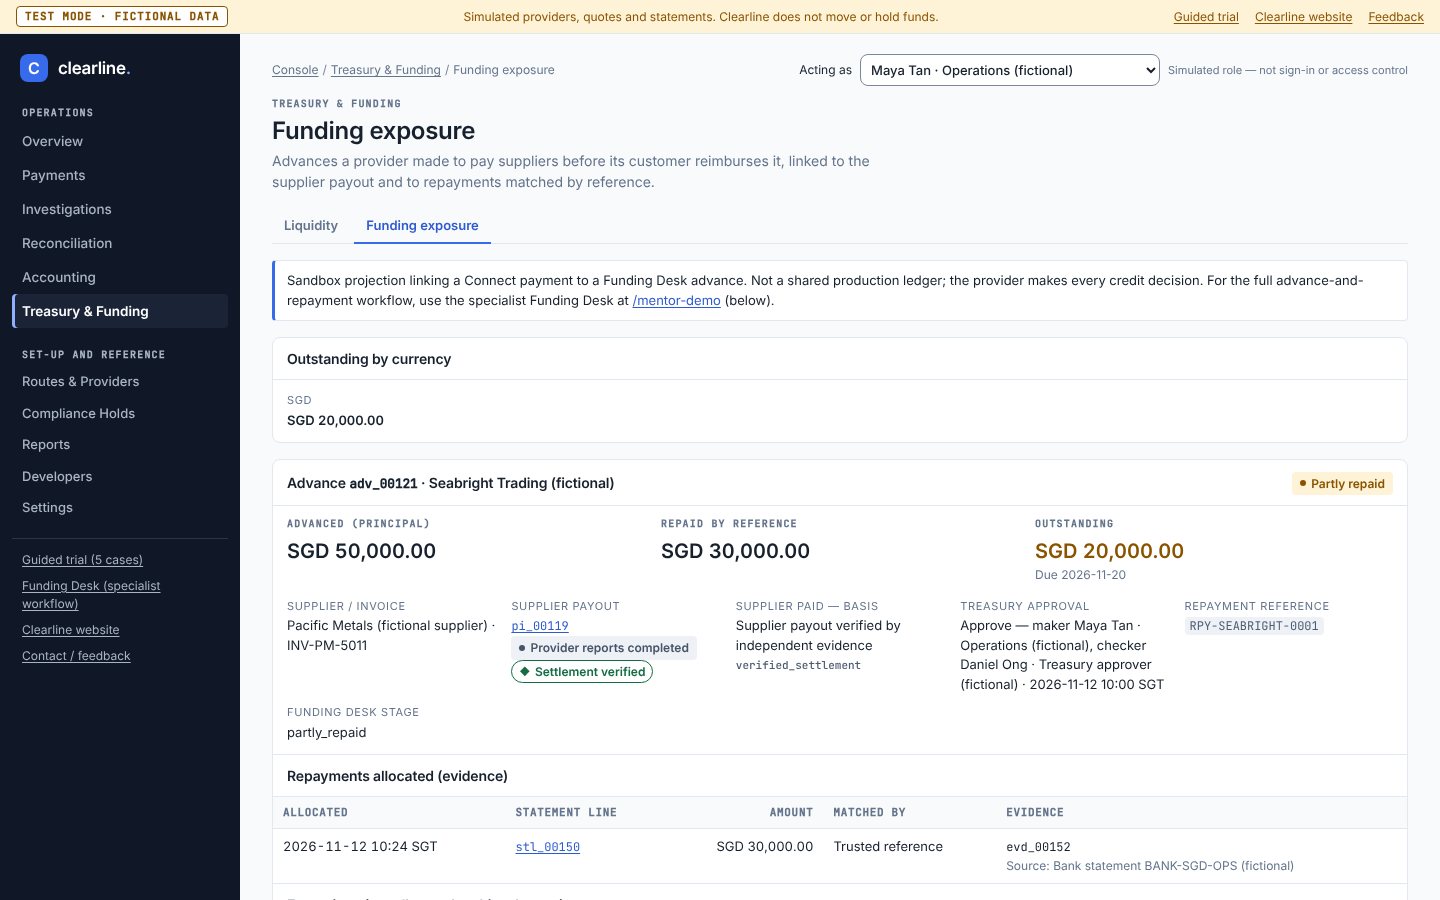 TEST MODE · FICTIONAL DATA
Simulated providers, quotes and statements. Clearline does not move or hold funds.
Guided trial
Clearline website
Feedback
C
clearline.
OPERATIONS
Overview
Payments
Investigations
Reconciliation
Accounting
Treasury & Funding
SET-UP AND REFERENCE
Routes & Providers
Compliance Holds
Reports
Developers
Settings
Guided trial (5 cases)
Funding Desk (specialist
workflow)
Clearline website
Contact / feedback
Console / Treasury & Funding / Funding exposure
Acting as
Maya Tan · Operations (fictional)
Simulated role — not sign-in or access control
TREASURY & FUNDING
Funding exposure
Advances a provider made to pay suppliers before its customer reimburses it, linked to the
supplier payout and to repayments matched by reference.
Liquidity
Funding exposure
Sandbox projection linking a Connect payment to a Funding Desk advance. Not a shared production ledger; the provider makes every credit decision. For the full advance-and-
repayment workflow, use the specialist Funding Desk at /mentor-demo (below).
Outstanding by currency
SGD
SGD 20,000.00
Advance adv_00121 · Seabright Trading (fictional)
Partly repaid
ADVANCED (PRINCIPAL)
SGD 50,000.00
REPAID BY REFERENCE
SGD 30,000.00
OUTSTANDING
SGD 20,000.00
Due 2026-11-20
SUPPLIER / INVOICE
Pacific Metals (fictional supplier) ·
INV-PM-5011
SUPPLIER PAYOUT
pi_00119
Provider reports completed
Settlement verified
SUPPLIER PAID — BASIS
Supplier payout verified by
independent evidence
verified_settlement
TREASURY APPROVAL
Approve — maker Maya Tan ·
Operations (fictional), checker
Daniel Ong · Treasury approver
(fictional) · 2026-11-12 10:00 SGT
REPAYMENT REFERENCE
RPY-SEABRIGHT-0001
FUNDING DESK STAGE
partly_repaid
Repayments allocated (evidence)
ALLOCATED
STATEMENT LINE
AMOUNT
MATCHED BY
EVIDENCE
2026-11-12 10:24 SGT
stl_00150
SGD 30,000.00
Trusted reference
evd_00152
Source: Bank statement BANK-SGD-OPS (fictional)